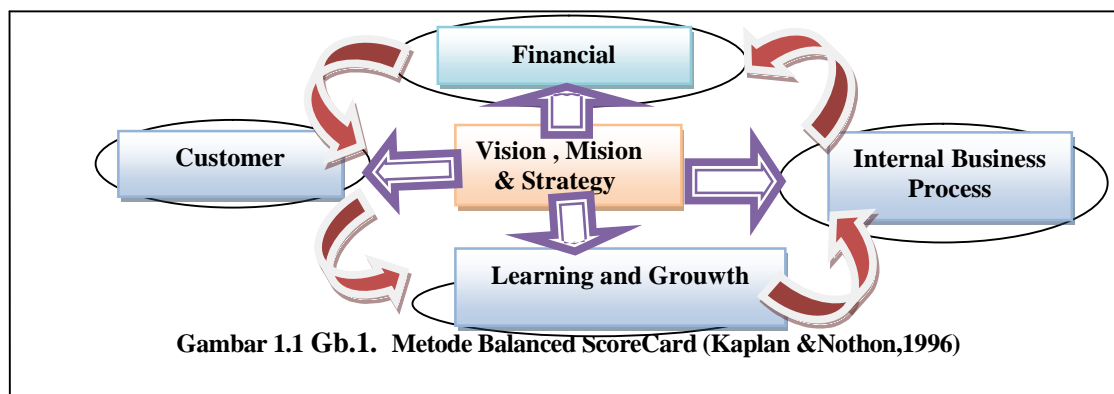 Financial
Customer
Vision , Mision
& Strategy
Internal Business
Process
Learning and Grouwth
Gambar 1.1 Gb.1. Metode Balanced ScoreCard (Kaplan &Nothon,1996)